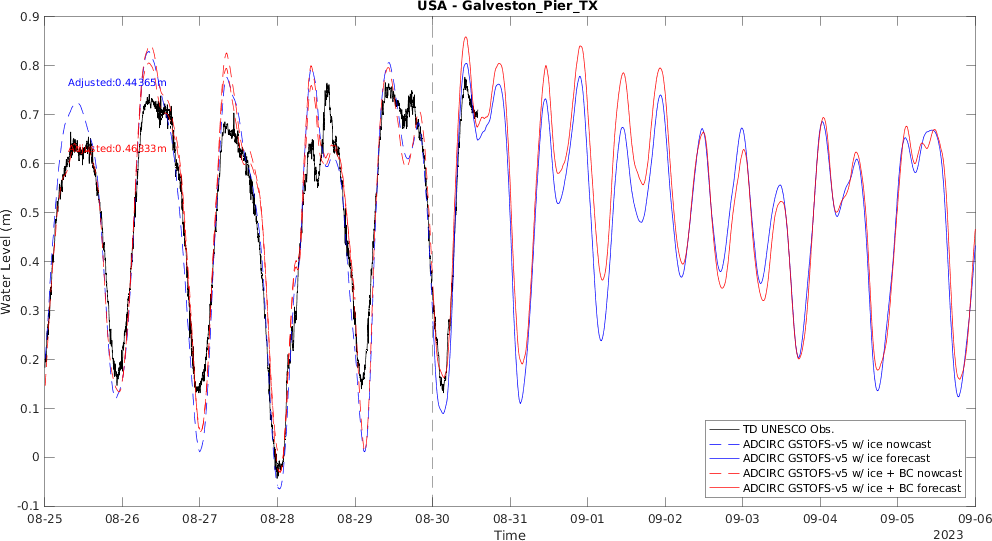 USA - Galveston_Pier_TX
0.9
0.8
0.7
0.6
0.5
0.4
0.3
0.2
0.1
0
-0.1
Water Level (m)
Adjusted:0.44365m
Adjusted:0.46333m
TD UNESCO Obs.
ADCIRC GSTOFS-v5 w/ ice nowcast
ADCIRC GSTOFS-v5 w/ ice forecast
ADCIRC GSTOFS-v5 w/ ice + BC nowcast
ADCIRC GSTOFS-v5 w/ ice + BC forecast
08-25 08-26 08-27 08-28 08-29 08-30 08-31 09-01 09-02 09-03 09-04 09-05 09-06
Time
2023